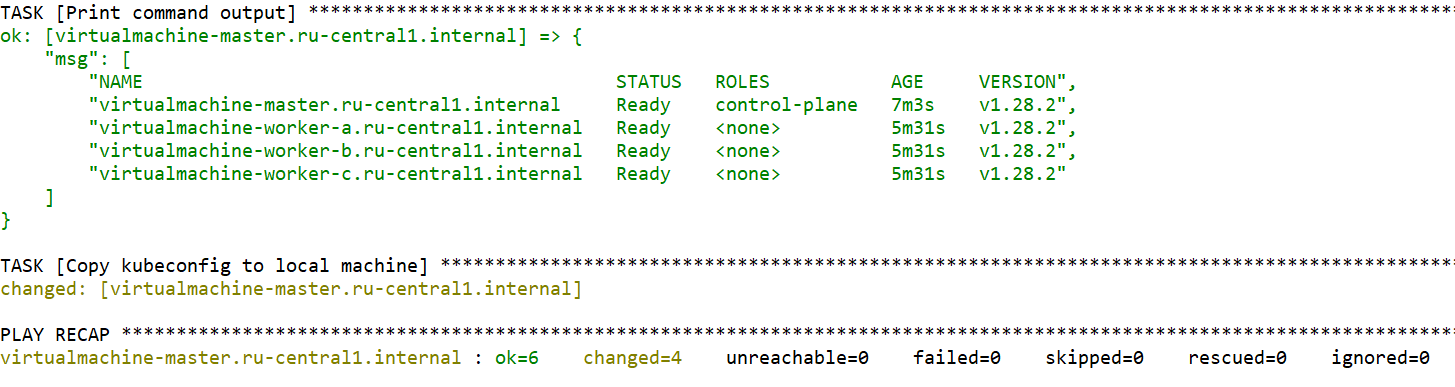 TASK [Print command output] *********************************************************************************************************
ok: [virtualmachine-master.ru-central1.internal] => {
    "msg": [
        "NAME                                           STATUS   ROLES           AGE     VERSION",
        "virtualmachine-master.ru-central1.internal     Ready    control-plane   7m3s    v1.28.2",
        "virtualmachine-worker-a.ru-central1.internal   Ready    <none>          5m31s   v1.28.2",
        "virtualmachine-worker-b.ru-central1.internal   Ready    <none>          5m31s   v1.28.2",
        "virtualmachine-worker-c.ru-central1.internal   Ready    <none>          5m31s   v1.28.2"
    ]
}
TASK [Copy kubeconfig to local machine] *********************************************************************************************
changed: [virtualmachine-master.ru-central1.internal]
PLAY RECAP **************************************************************************************************************************
virtualmachine-master.ru-central1.internal : ok=6    changed=4    unreachable=0    failed=0    skipped=0    rescued=0    ignored=0